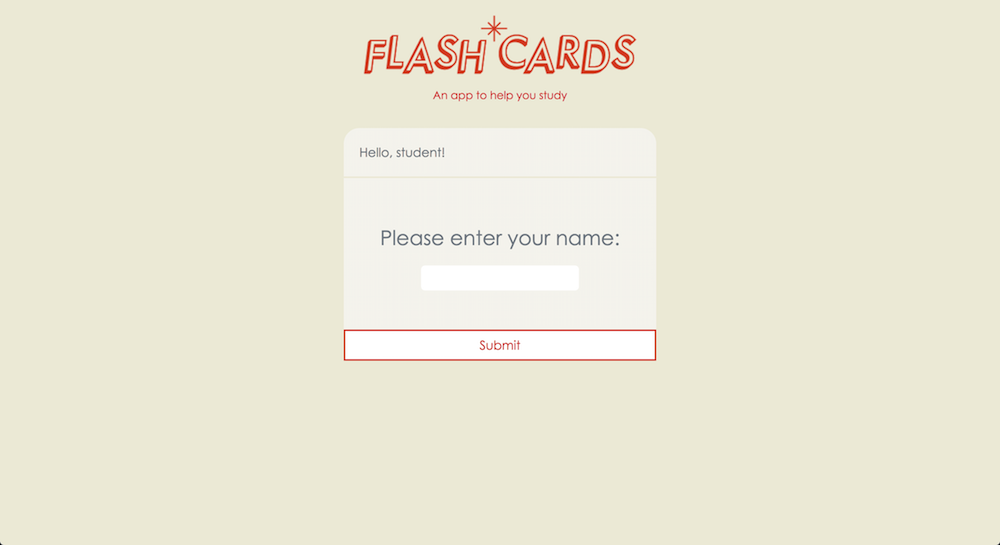 FLASH CARDS
An app to help you study
Hello, student!
Please enter your name:
Submit